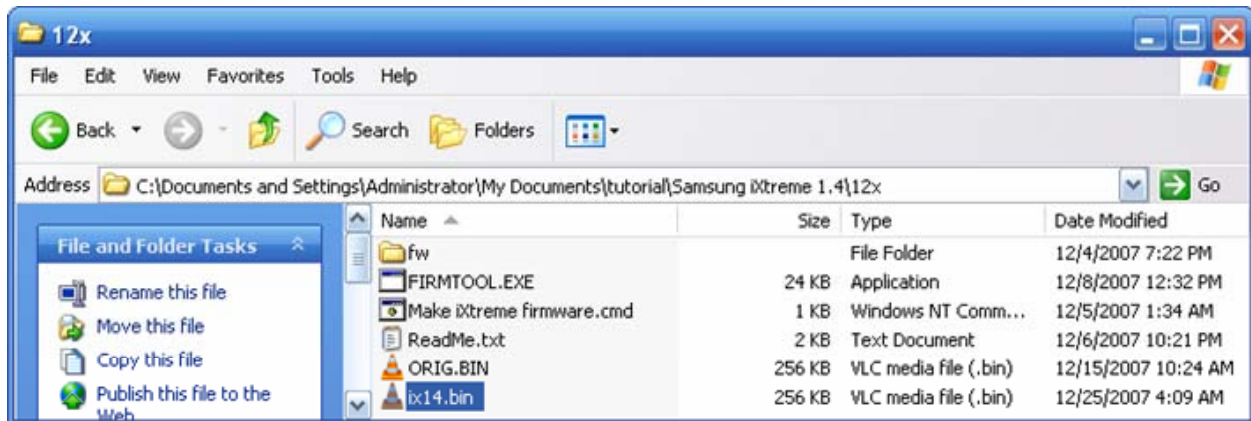 12x
File Edit View Favorites Tools Help
Back Search Folders
Address C:\Documents and Settings\Administrator\My Documents\tutorial\Samsung iXtreme 1.4\12x Go
File and Folder Tasks
Rename this file
Move this file
Copy this file
Publish this file to the
Web
Name Size Type Date Modified
fw File Folder 12/4/2007 7:22 PM
FIRMTOOL.EXE 24 KB Application 12/8/2007 12:32 PM
Make iXtreme firmware.cmd 1 KB Windows NT Comm... 12/5/2007 1:34 AM
ReadMe.txt 2 KB Text Document 12/6/2007 10:21 PM
ORIG.BIN 256 KB VLC media file (.bin) 12/15/2007 10:24 AM
ix14.bin 256 KB VLC media file (.bin) 12/25/2007 4:09 AM